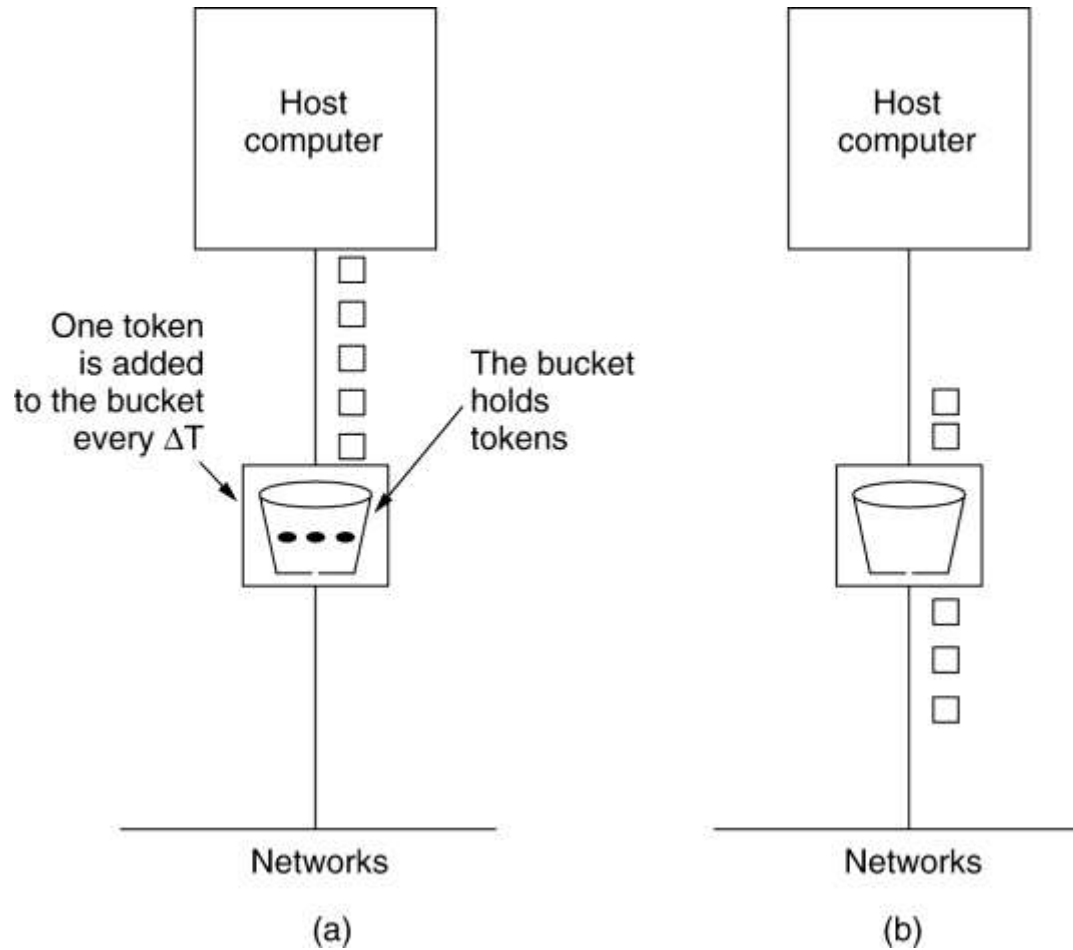 Host
computer
One token
is added
to the bucket
every ΔT
The bucket
holds
tokens
Networks
(a)
Host
computer
Networks
(b)